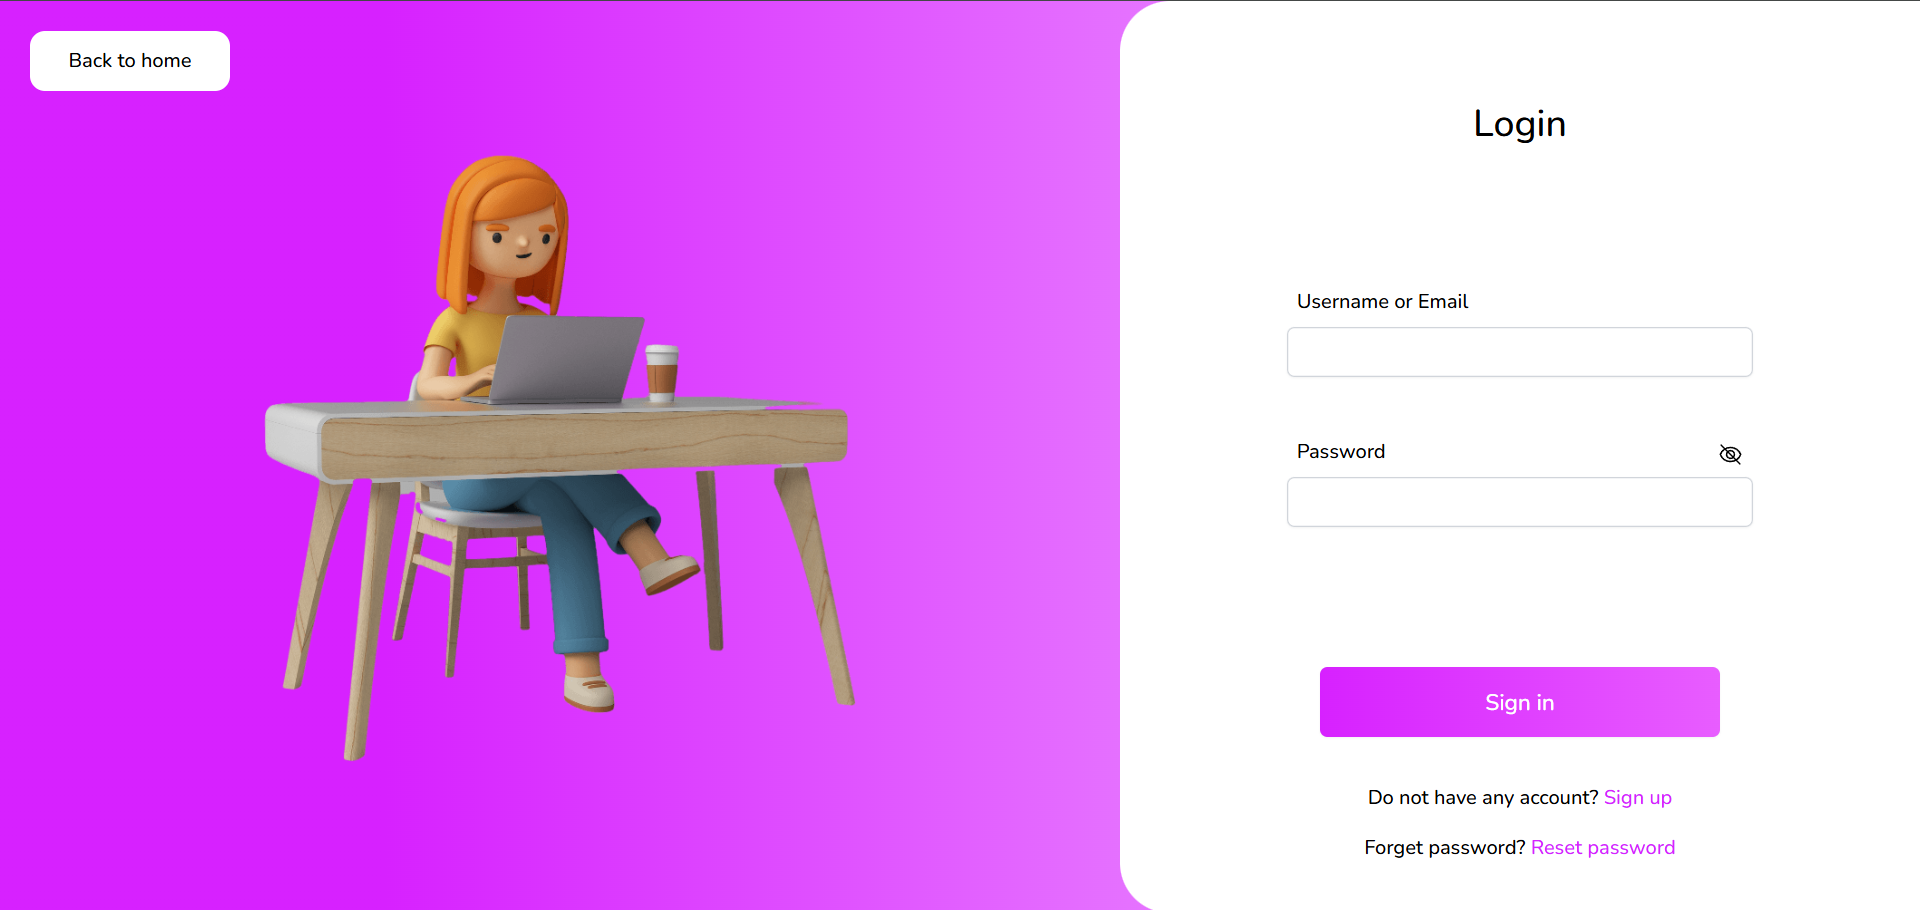 Back to home
Login
Username or Email
Password
Sign in
Do not have any account? Sign up
Forget password? Reset password